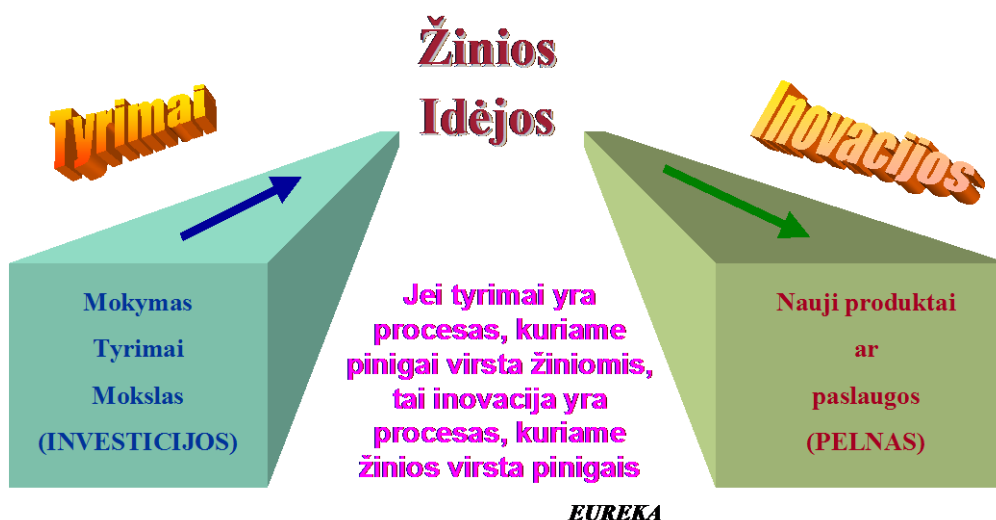 Žinios
Idėjos
Tyrimai
Inovacijos
Mokymas
Tyrimai
Mokslas
(INVESTICIJOS)
Jei tyrimai yra
procesas, kuriame
pinigai virsta žiniomis,
tai inovacija yra
procesas, kuriame
žinios virsta pinigais
Nauji produktai
ar
paslaugos
(PELNAS)
EUREKA